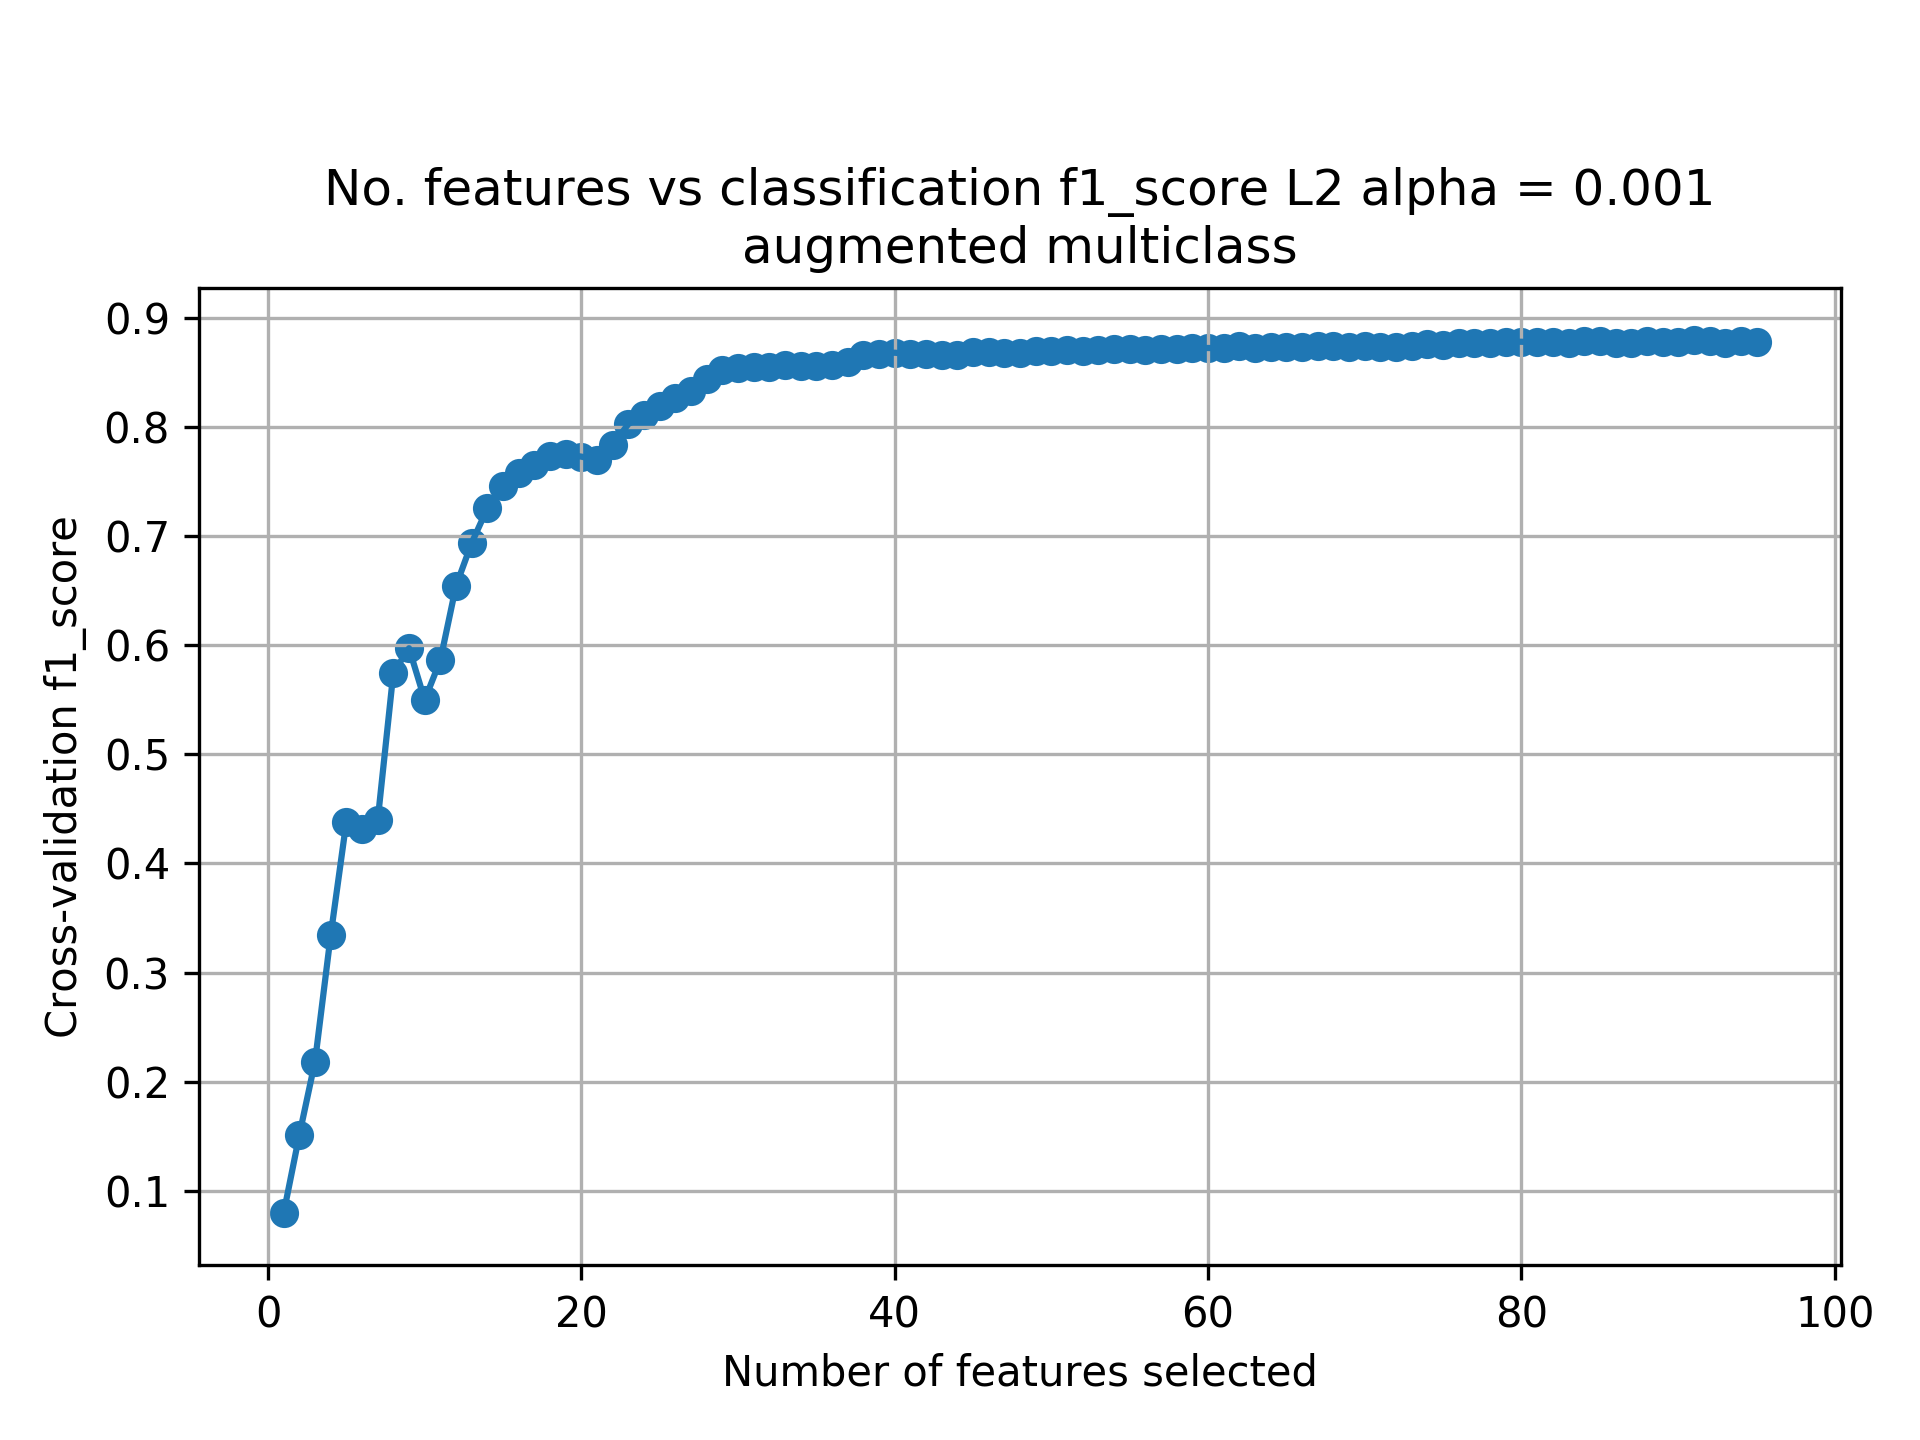 No. features vs classification f1_score L2 alpha = 0.001
augmented multiclass
0.9
0.8
0.7
0.6
0.5
0.4
0.3
0.2
0.1
Cross-validation f1_score
0 20 40 60 80 100
Number of features selected